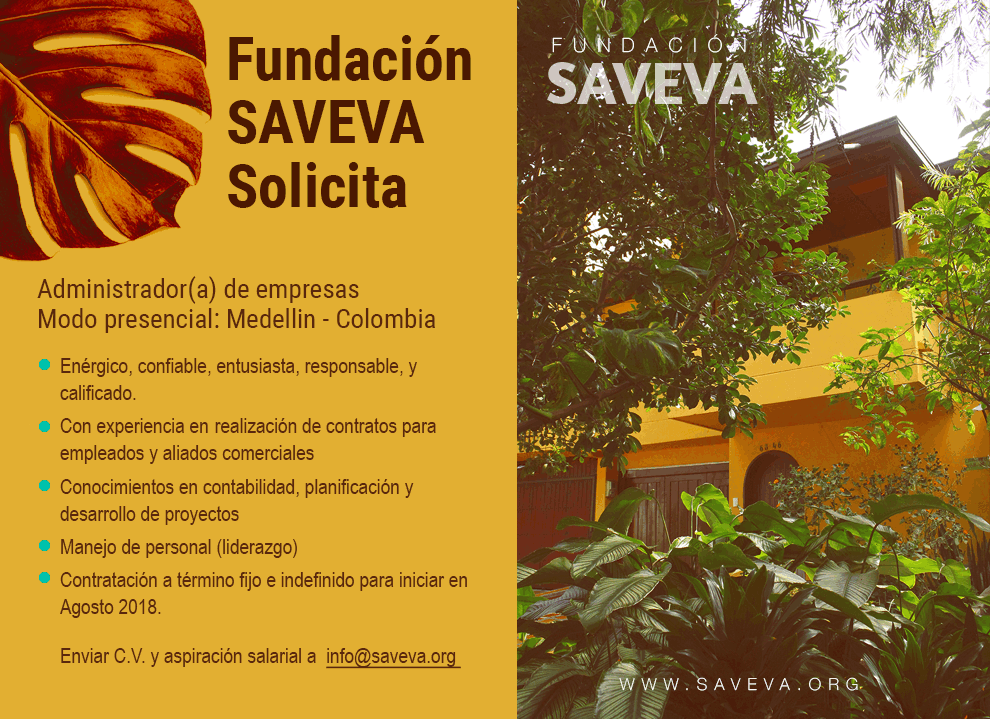 Fundación
SAVEVA
Solicita
Administrador(a) de empresas
Modo presencial: Medellin - Colombia
Enérgico, confiable, entusiasta, responsable, y
calificado.
Con experiencia en realización de contratos para
empleados y aliados comerciales
Conocimientos en contabilidad, planificación y
desarrollo de proyectos
Manejo de personal (liderazgo)
Contratación a término fijo e indefinido para iniciar en
Agosto 2018.
Enviar C.V. y aspiración salarial a info@saveva.org
FUNDACIÓN
SAVEVA
WWW.SAVEVA.ORG